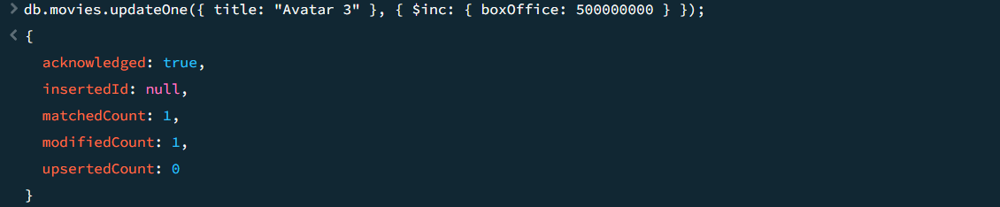 > db.movies.updateOne({ title: "Avatar 3" }, { $inc: { boxOffice: 500000000 } });
< {
acknowledged: true,
insertedId: null,
matchedCount: 1,
modifiedCount: 1,
upsertedCount: 0
}